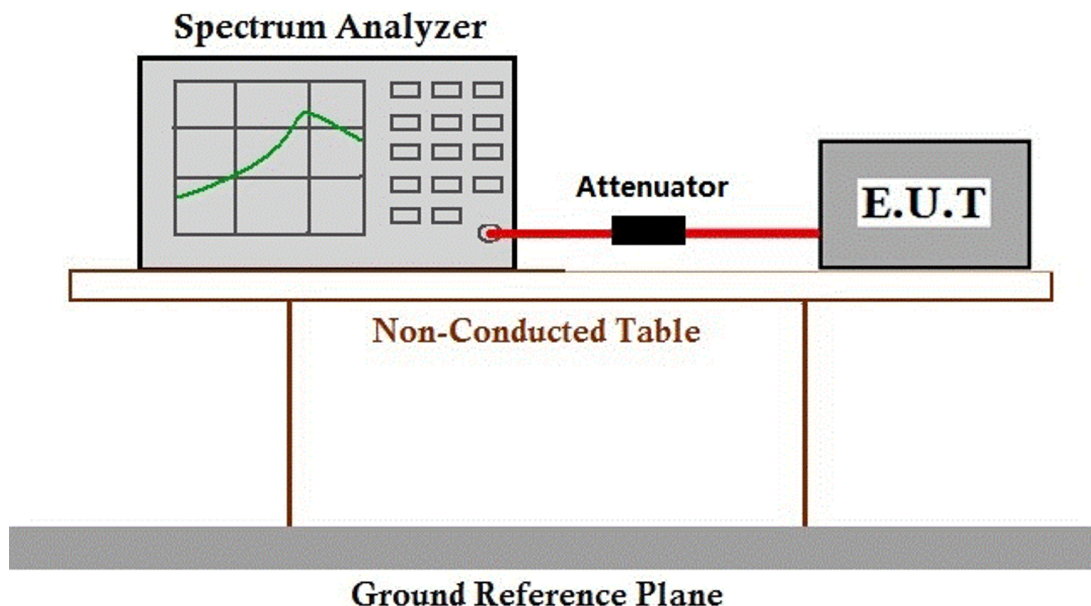 Spectrum Analyzer
Attenuator
E.U.T
Non-Conducted Table
Ground Reference Plane